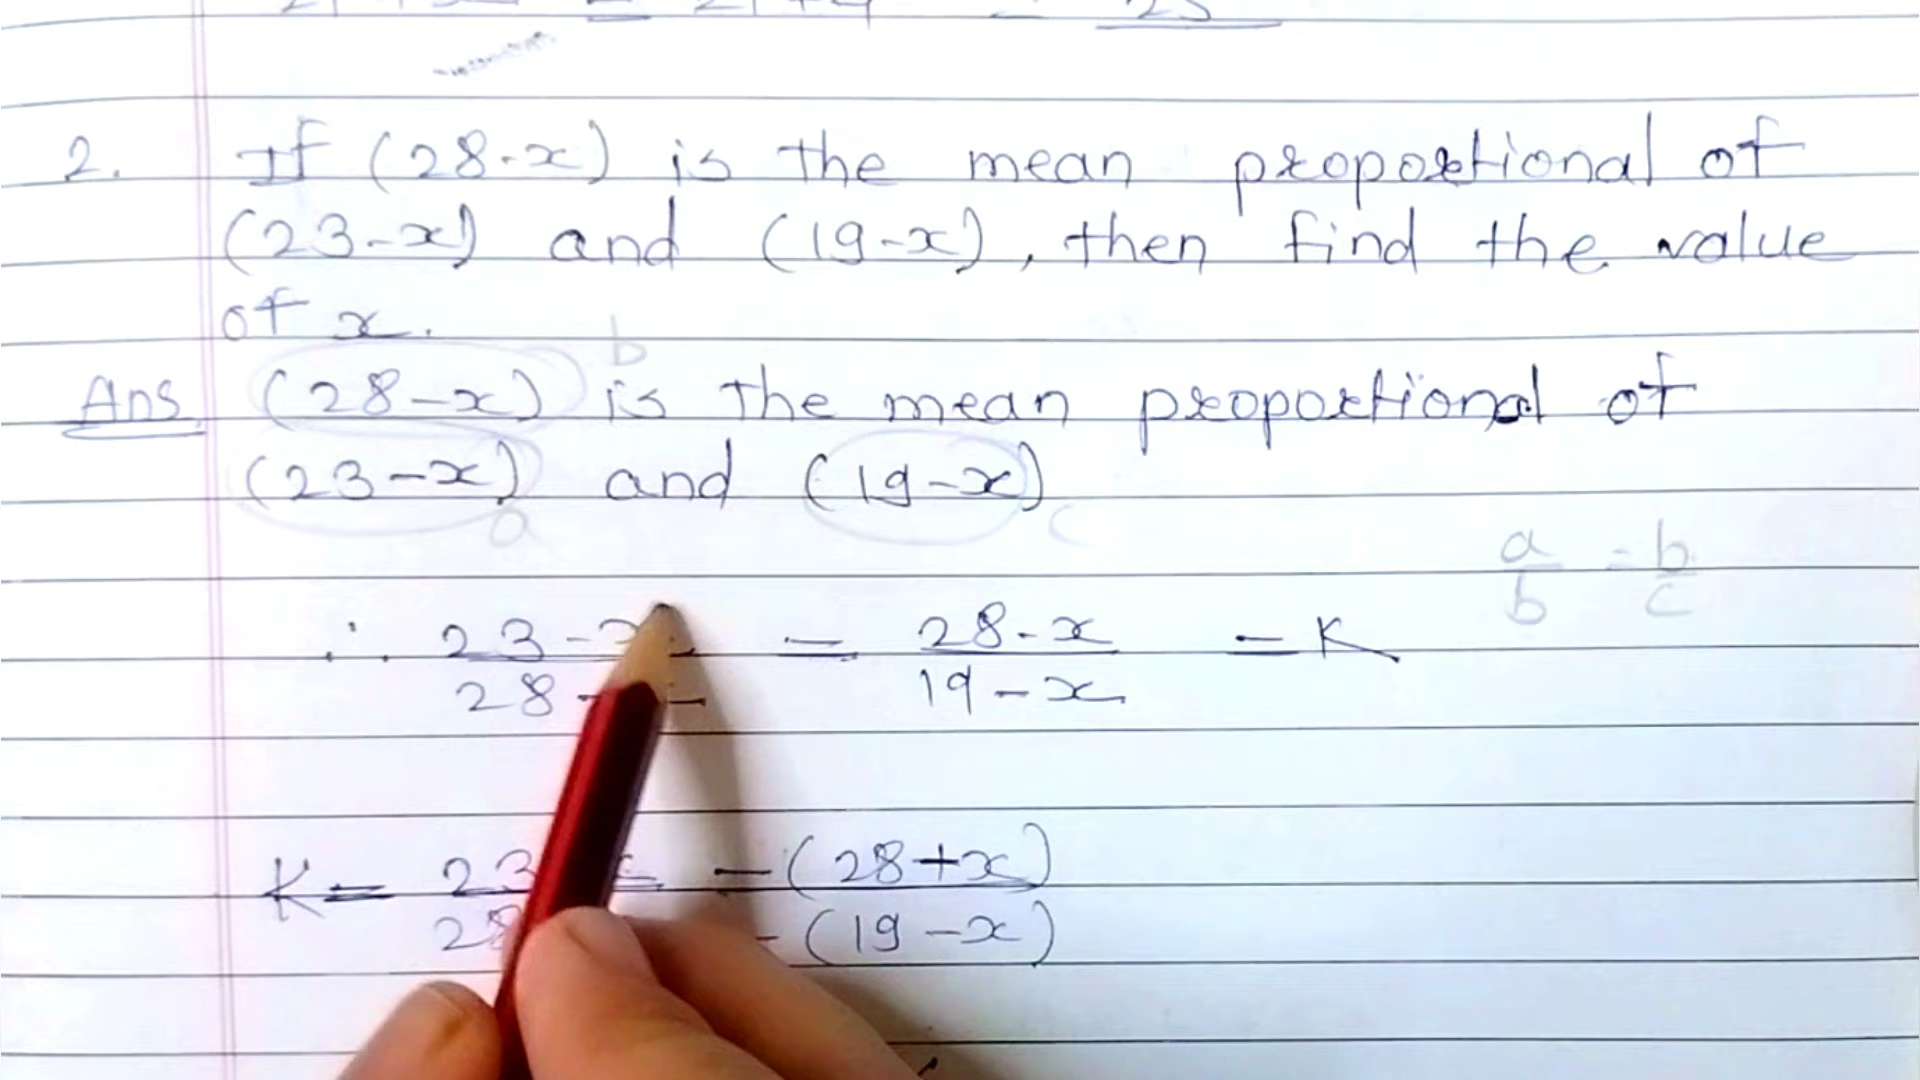 2. If (28-x) is the mean proportional of
(23-x) and (19-x), then find the value
of x.
b
Ans (28-x) is the mean proportional of
(23-x) and (19-x)
a c
a/b = b/c
∴ 23-x = 28-x = K
28- 19-x
K= 23 -(28+x)
28 -(19-x)